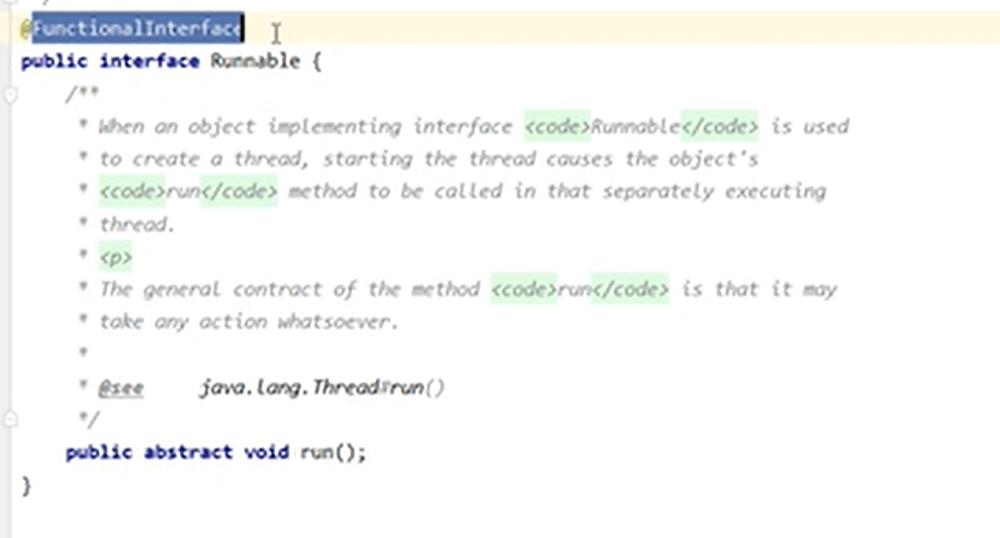 @FunctionalInterface
public interface Runnable {
/**
* When an object implementing interface <code>Runnable</code> is used
* to create a thread, starting the thread causes the object's
* <code>run</code> method to be called in that separately executing
* thread.
* <p>
* The general contract of the method <code>run</code> is that it may
* take any action whatsoever.
*
* @see java.lang.Thread#run()
*/
public abstract void run();
}